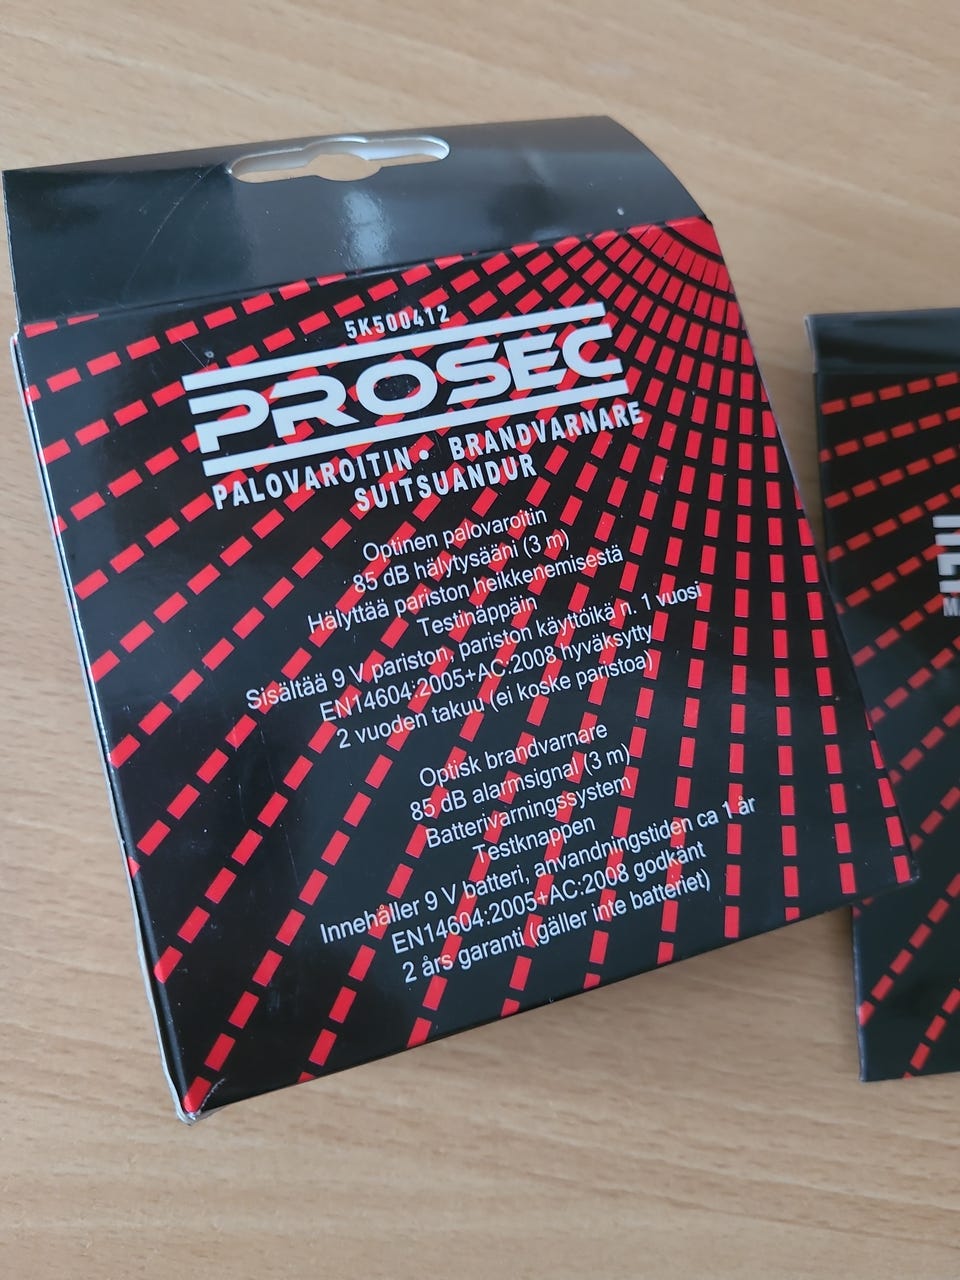 5K500412
PROSEC
PALOVAROITIN • BRANDVARNARE
SUITSUANDUR
Optinen palovaroitin
85 dB hälytysääni (3 m)
Hälyttää pariston heikkenemisestä
Testinäppäin
Sisältää 9 V pariston, pariston käyttöikä n. 1 vuosi
EN14604:2005+AC:2008 hyväksytty
2 vuoden takuu (ei koske paristoa)
Optisk brandvarnare
85 dB alarmsignal (3 m)
Batterivarningssystem
Testknappen
Innehåller 9 V batteri, anvandningstiden ca 1 år
EN14604:2005+AC:2008 godkänt
2 års garanti (gäller inte batteriet)